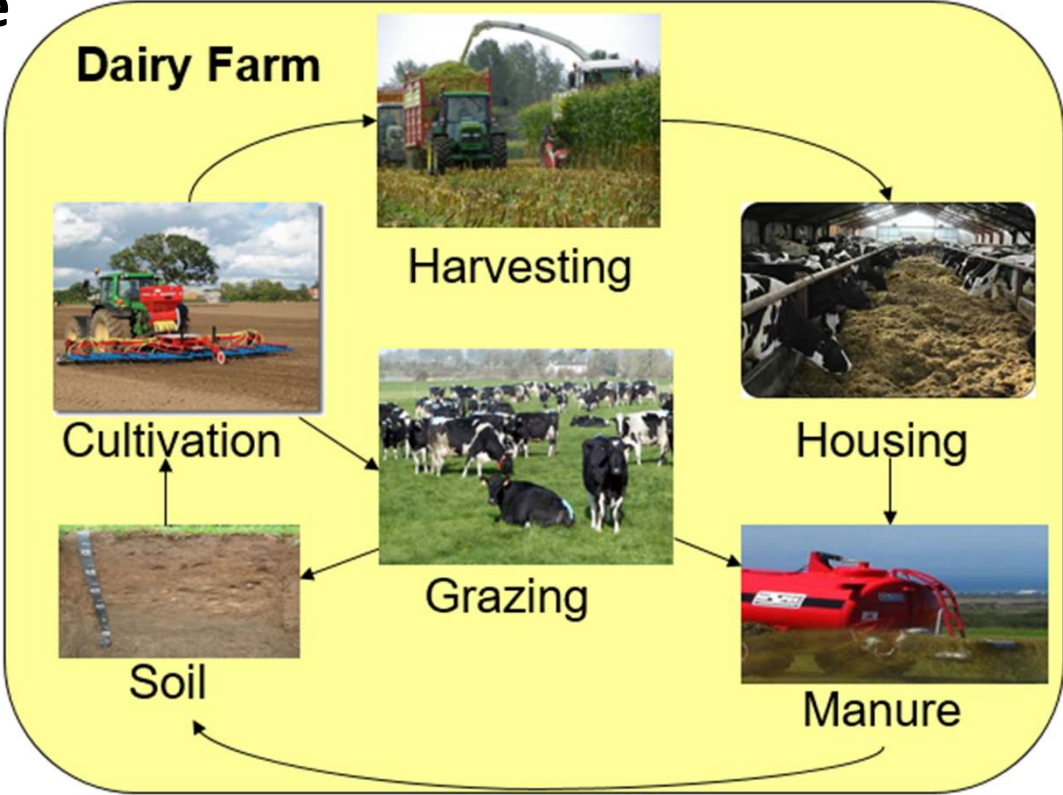 e
Dairy Farm
Harvesting
Cultivation
Housing
Grazing
Soil
Manure